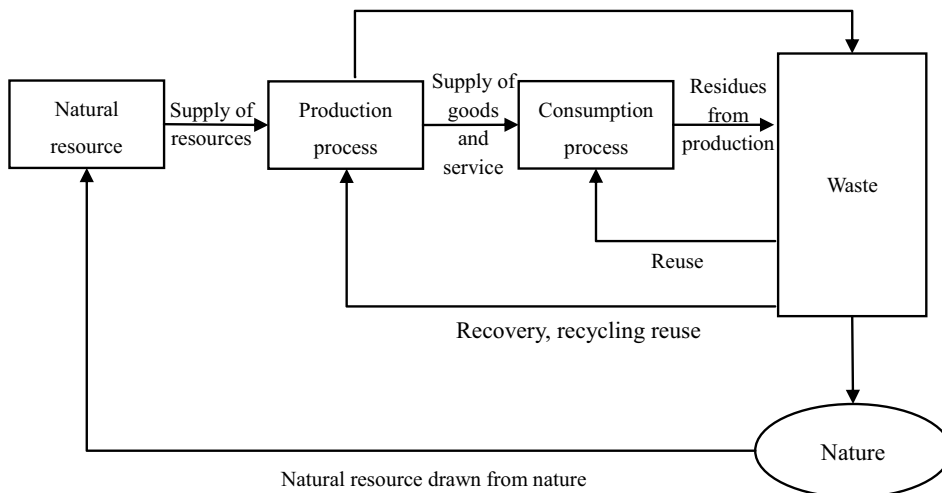 Natural
resource
Supply of
resources
Production
process
Supply of
goods
and
service
Consumption
process
Residues
from
production
Waste
Reuse
Recovery, recycling reuse
Nature
Natural resource drawn from nature